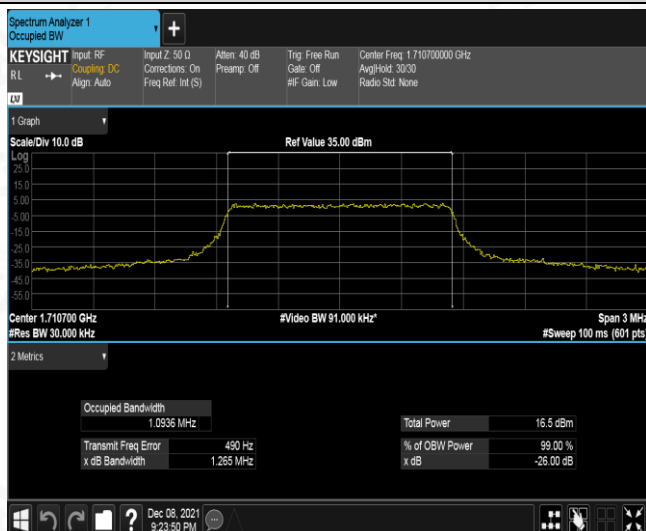 Spectrum Analyzer 1
Occupied BW
+
KEYSIGHT
RL
LXI
Input: RF
Coupling: DC
Align: Auto
Input Z: 50 Ω
Corrections: On
Freq Ref: Int (S)
Atten: 40 dB
Preamp: Off
Trig: Free Run
Gate: Off
#IF Gain: Low
Center Freq: 1.710700000 GHz
Avg|Hold: 30/30
Radio Std: None
1 Graph
Scale/Div 10.0 dB
Ref Value 35.00 dBm
Log
25.0
15.0
5.00
-5.00
-15.0
-25.0
-35.0
-45.0
-55.0
Center 1.710700 GHz
#Video BW 91.000 kHz*
Span 3 MHz
#Res BW 30.000 kHz
#Sweep 100 ms (601 pts)
2 Metrics
Occupied Bandwidth
1.0936 MHz
Total Power 16.5 dBm
Transmit Freq Error 490 Hz
% of OBW Power 99.00 %
x dB Bandwidth 1.265 MHz
x dB -26.00 dB
?
Dec 08, 2021
9:23:50 PM